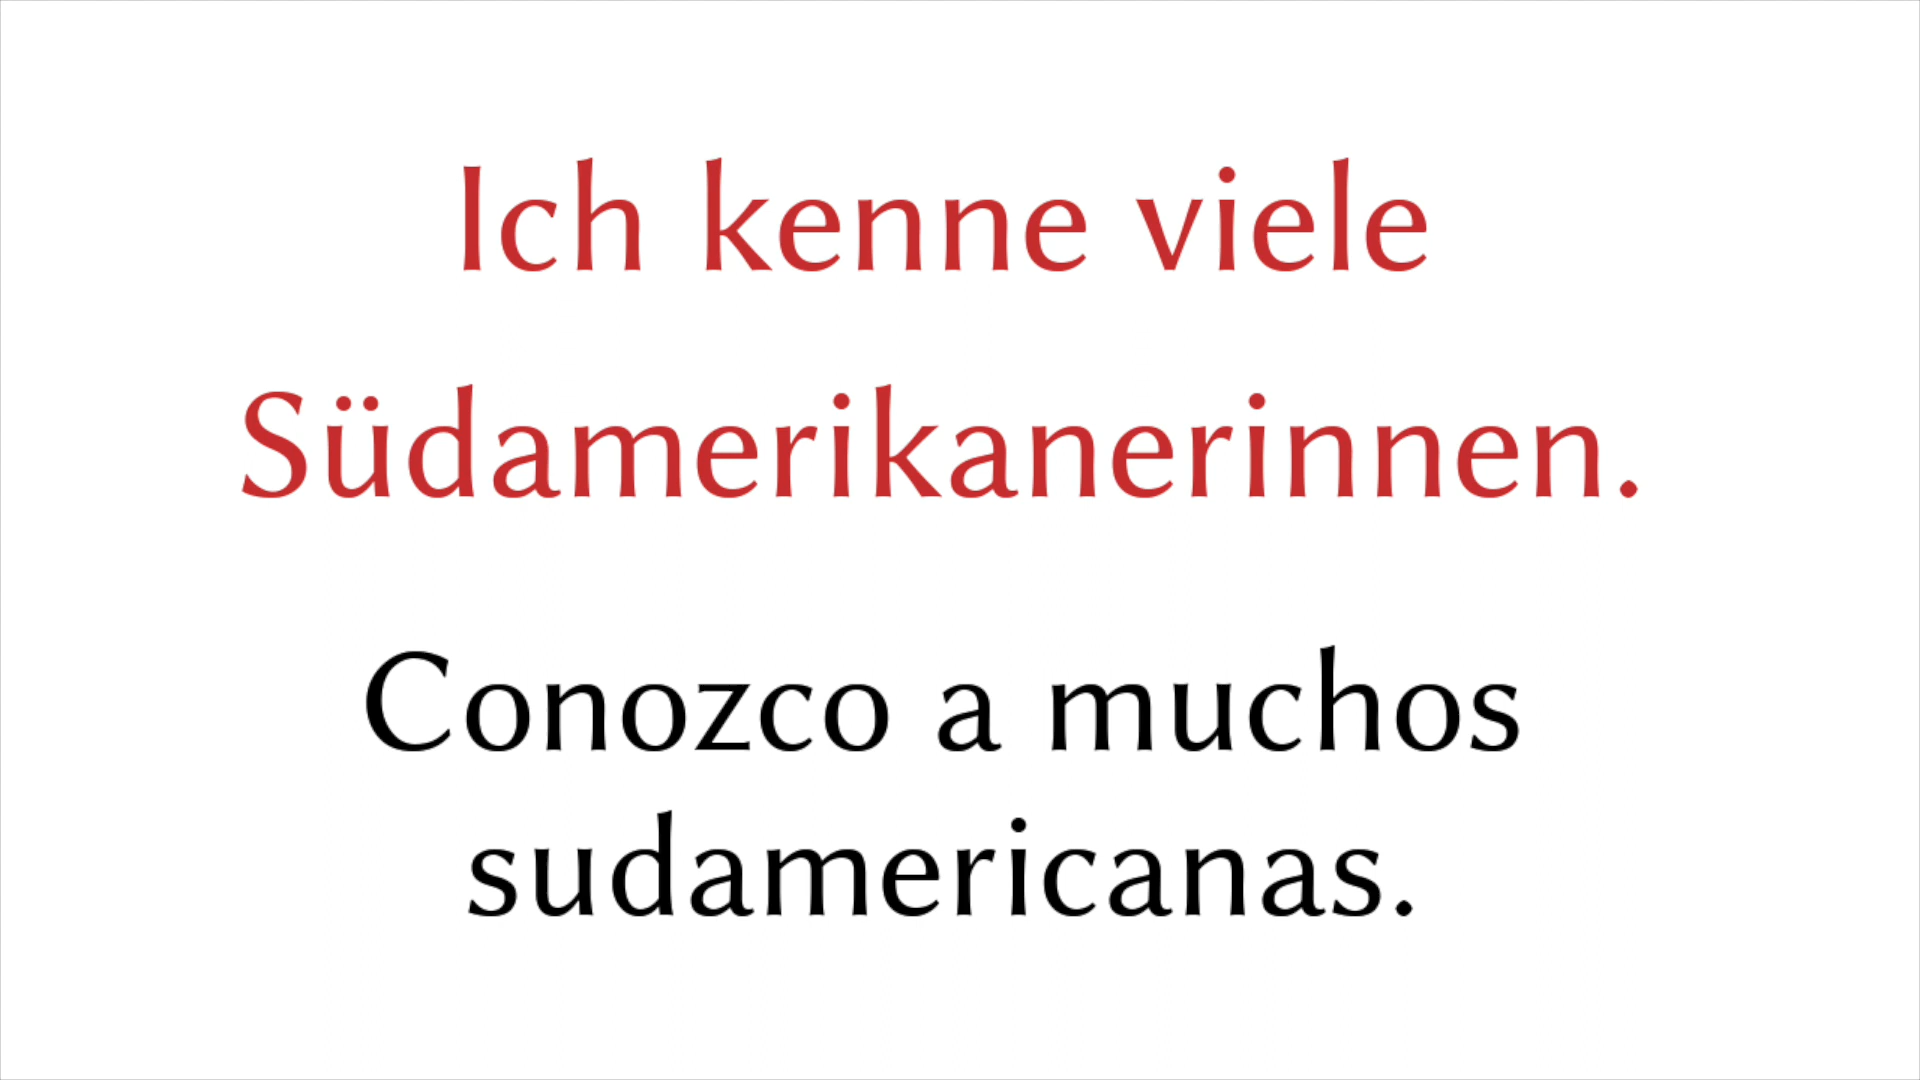 Ich kenne viele
Südamerikanerinnen.
Conozco a muchos
sudamericanas.